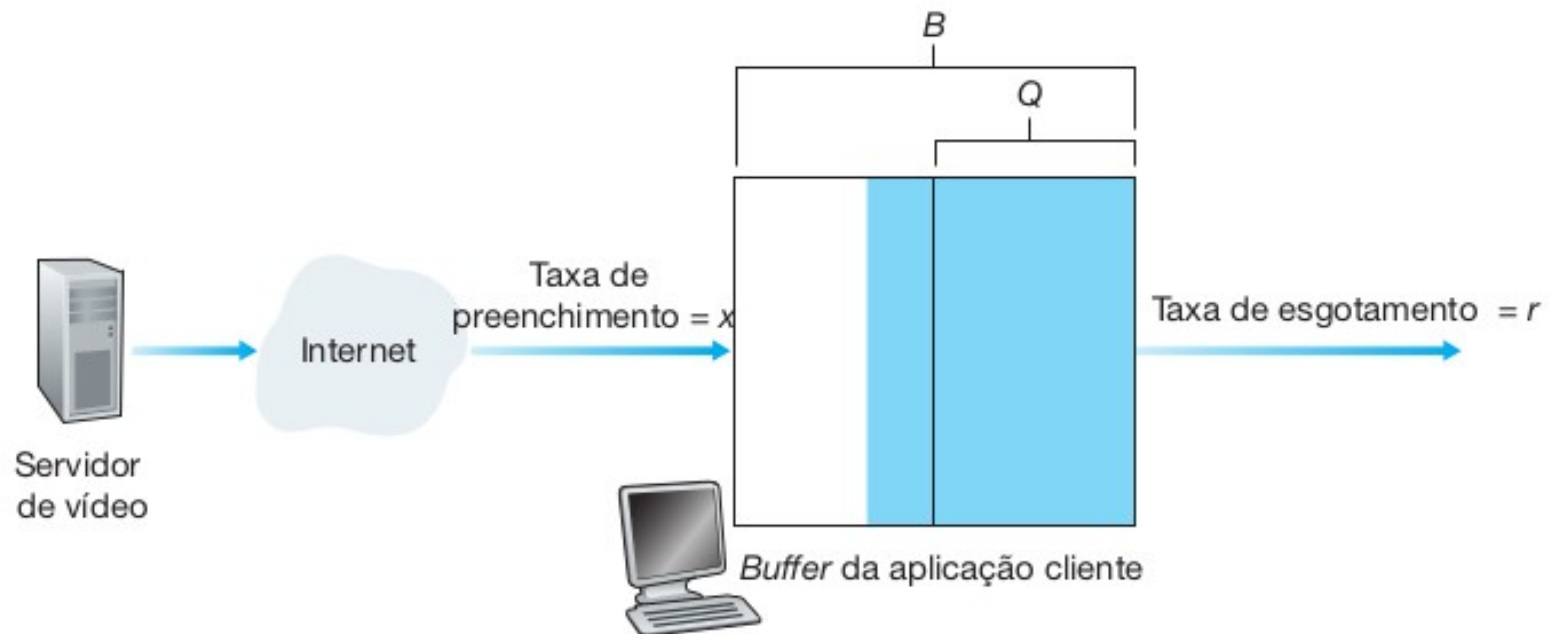 B
Q
Taxa de
preenchimento = x
Taxa de esgotamento = r
Internet
Servidor
de vídeo
Buffer da aplicação cliente